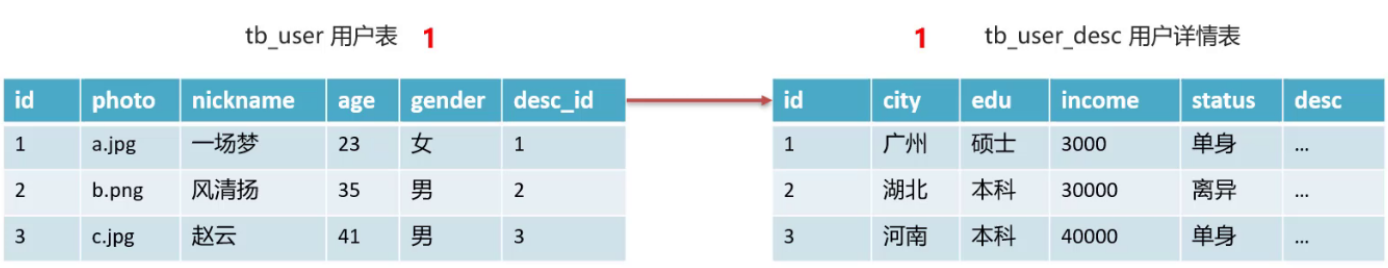 tb_user 用户表 1 1 tb_user_desc 用户详情表
id photo nickname age gender desc_id id city edu income status desc
1 a.jpg 一场梦 23 女 1 1 广州 硕士 3000 单身 ...
2 b.png 风清扬 35 男 2 2 湖北 本科 30000 离异 ...
3 c.jpg 赵云 41 男 3 3 河南 本科 40000 单身 ...